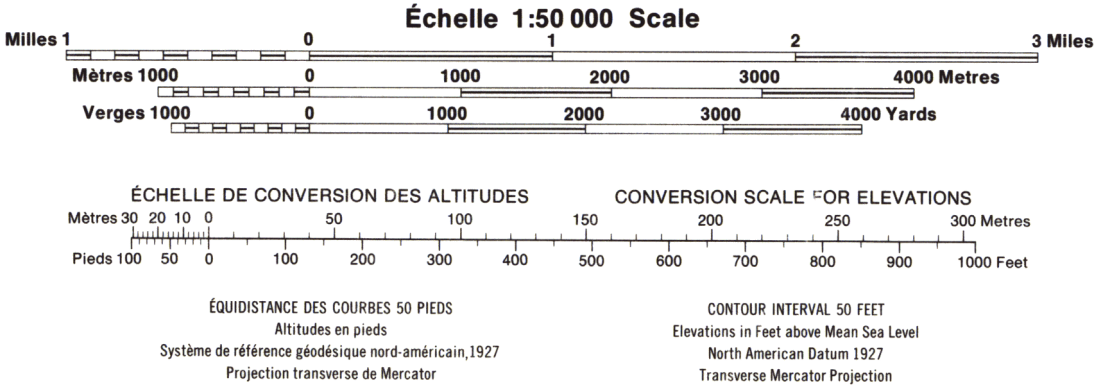 Échelle 1:50 000 Scale
Milles 1 0 1 2 3 Miles
Mètres 1000 0 1000 2000 3000 4000 Metres
Verges 1000 0 1000 2000 3000 4000 Yards
ÉCHELLE DE CONVERSION DES ALTITUDES CONVERSION SCALE FOR ELEVATIONS
Mètres 30 20 10 0 50 100 150 200 250 300 Metres
Pieds 100 50 0 100 200 300 400 500 600 700 800 900 1000 Feet
ÉQUIDISTANCE DES COURBES 50 PIEDS
Altitudes en pieds
Système de référence géodésique nord-américain,1927
Projection transverse de Mercator
CONTOUR INTERVAL 50 FEET
Elevations in Feet above Mean Sea Level
North American Datum 1927
Transverse Mercator Projection